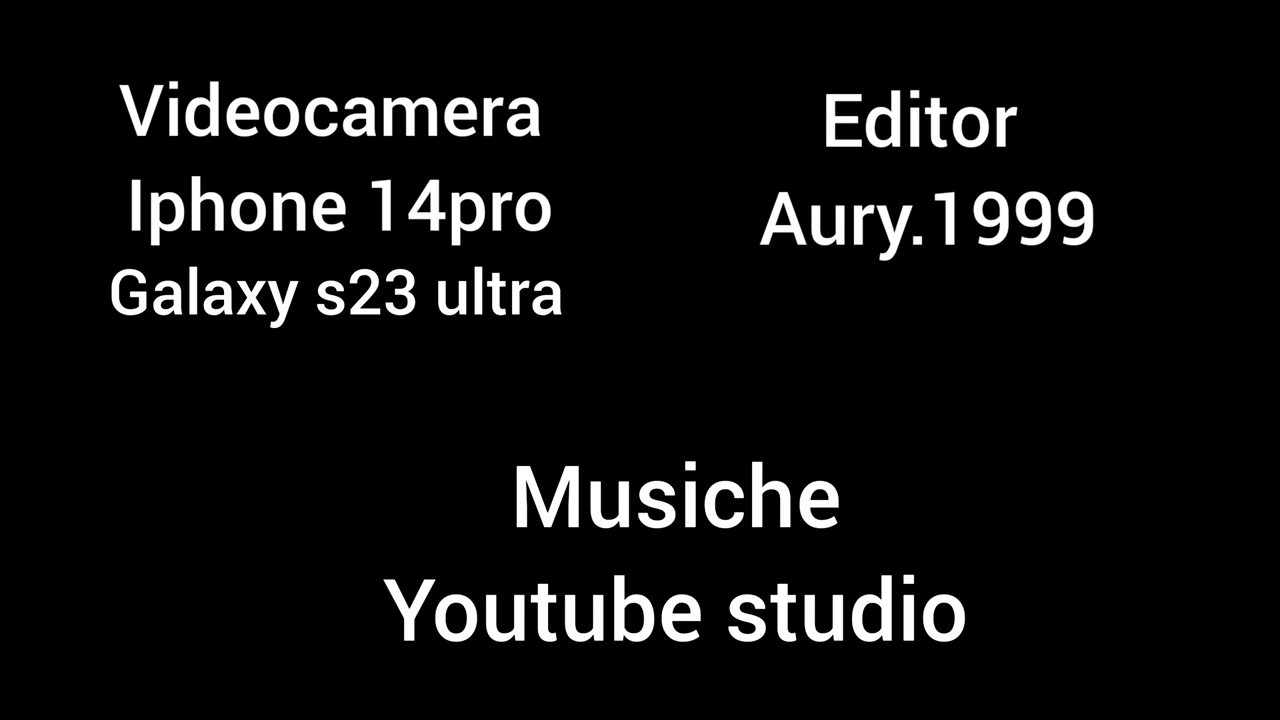 Videocamera
Iphone 14pro
Galaxy s23 ultra
Editor
Aury.1999
Musiche
Youtube studio